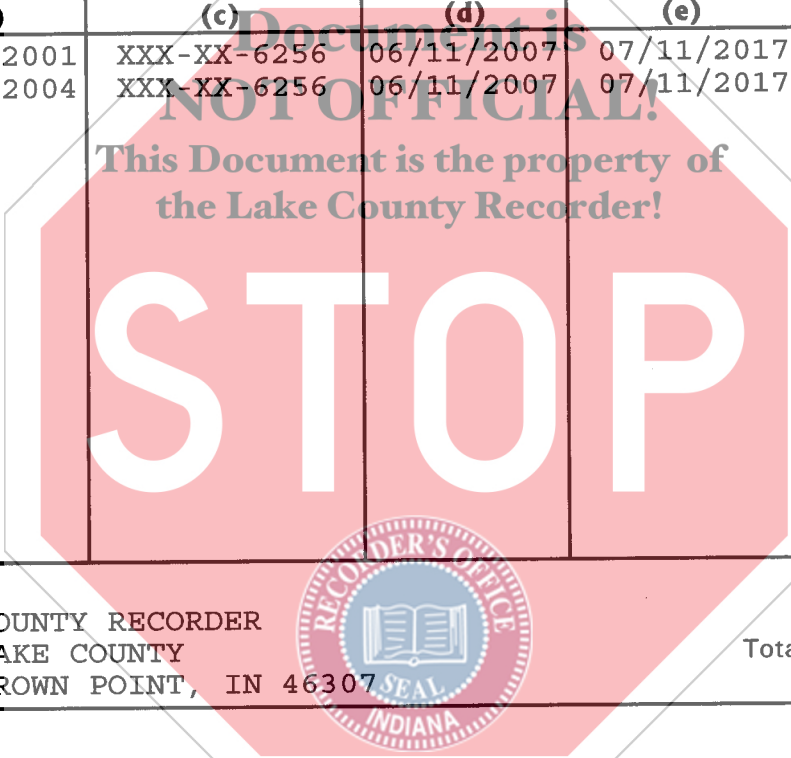 (c) (d) (e)
Document is
2001 XXX-XX-6256 06/11/2007 07/11/2017
2004 XXX-XX-6256 06/11/2007 07/11/2017
NOT OFFICIAL!
This Document is the property of
the Lake County Recorder!
STOP
OUNTY RECORDER
AKE COUNTY
ROWN POINT, IN 46307
Tota
RECORDER'S OFFICE
SEAL
INDIANA